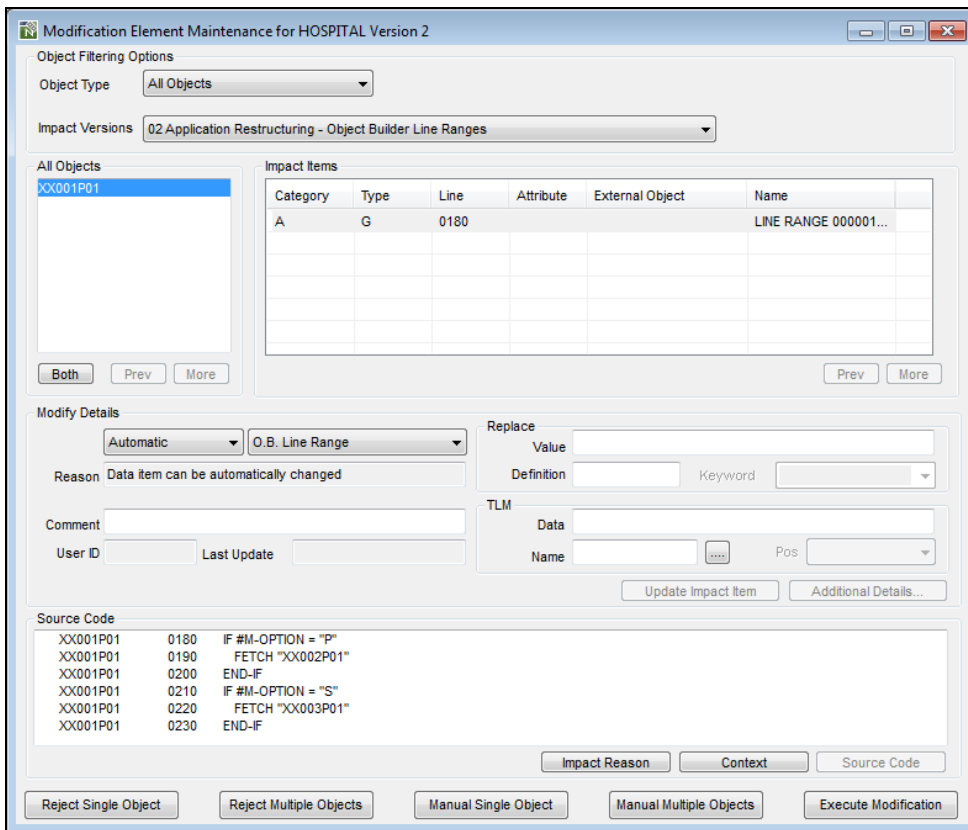 Modification Element Maintenance for HOSPITAL Version 2
Object Filtering Options
Object Type All Objects
Impact Versions 02 Application Restructuring - Object Builder Line Ranges
All Objects
XX001P01
Both Prev More
Impact Items
Category Type Line Attribute External Object Name
A G 0180 LINE RANGE 000001...
Prev More
Modify Details
Automatic O.B. Line Range
Reason Data item can be automatically changed
Comment
User ID Last Update
Replace
Value
Definition Keyword
TLM
Data
Name .... Pos
Update Impact Item Additional Details...
Source Code
XX001P01 0180 IF #M-OPTION = "P"
XX001P01 0190 FETCH "XX002P01"
XX001P01 0200 END-IF
XX001P01 0210 IF #M-OPTION = "S"
XX001P01 0220 FETCH "XX003P01"
XX001P01 0230 END-IF
Impact Reason Context Source Code
Reject Single Object Reject Multiple Objects Manual Single Object Manual Multiple Objects Execute Modification